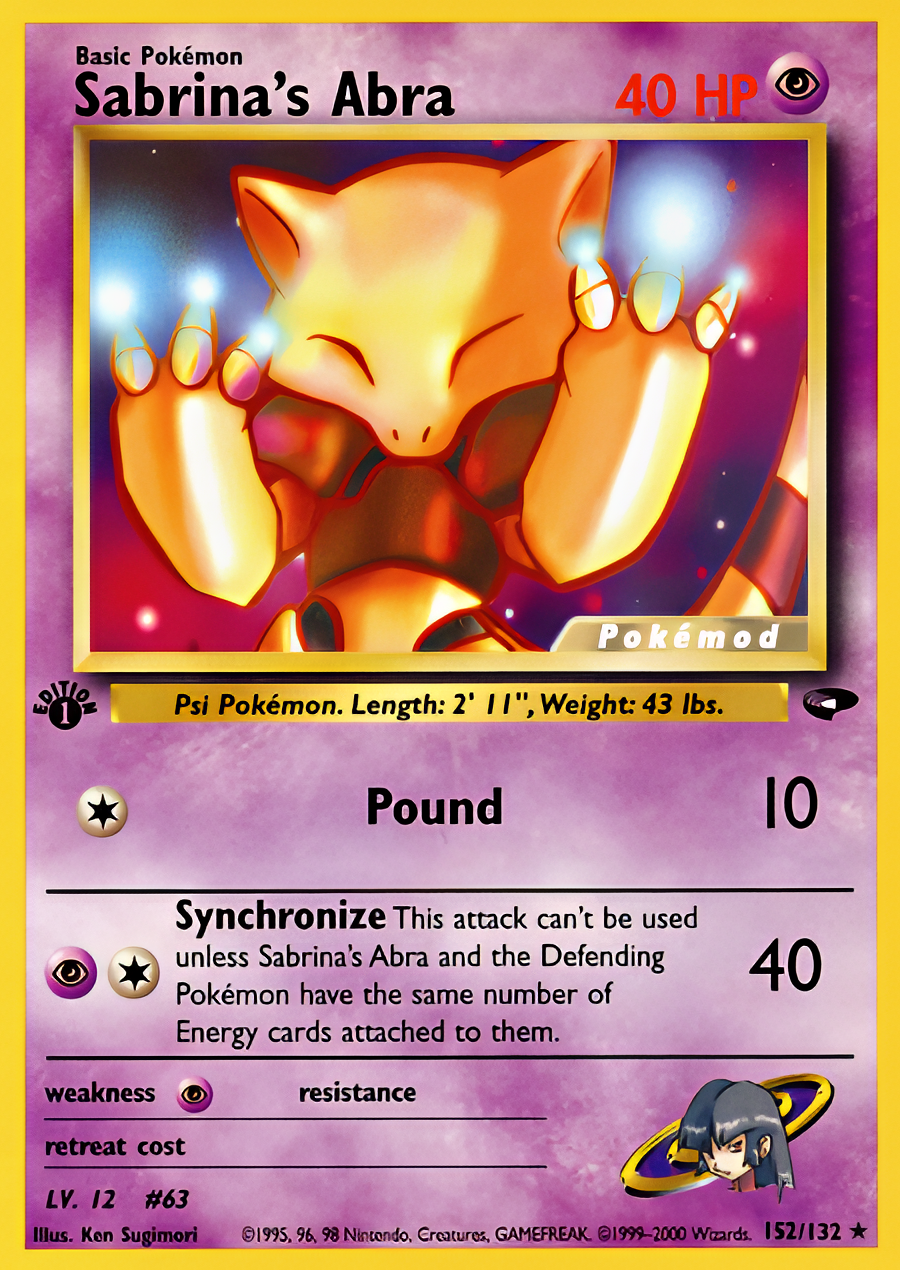 Basic Pokémon
Sabrina's Abra 40 HP
Pokémod
EDITION
1
Psi Pokémon. Length: 2' 11", Weight: 43 lbs.
Pound 10
Synchronize This attack can't be used
unless Sabrina's Abra and the Defending
Pokémon have the same number of
Energy cards attached to them.
40
weakness resistance
retreat cost
LV. 12 #63
Illus. Ken Sugimori ©1995, 96, 98 Nintendo, Creatures, GAMEFREAK. ©1999–2000 Wizards. 152/132 ★